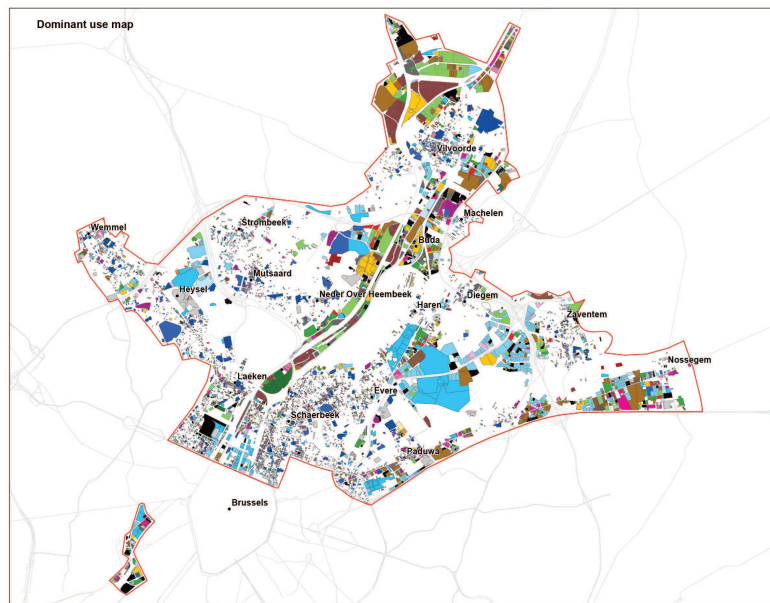 Dominant use map
Vilvoorde
Machelen
Wemmel
Strombeek
Buda
Mutsaard
Heysel
Neder Over Heembeek
Haren
Diegem
Zaventem
Nossegem
Laeken
Evere
Schaerbeek
Paduwa
Brussels